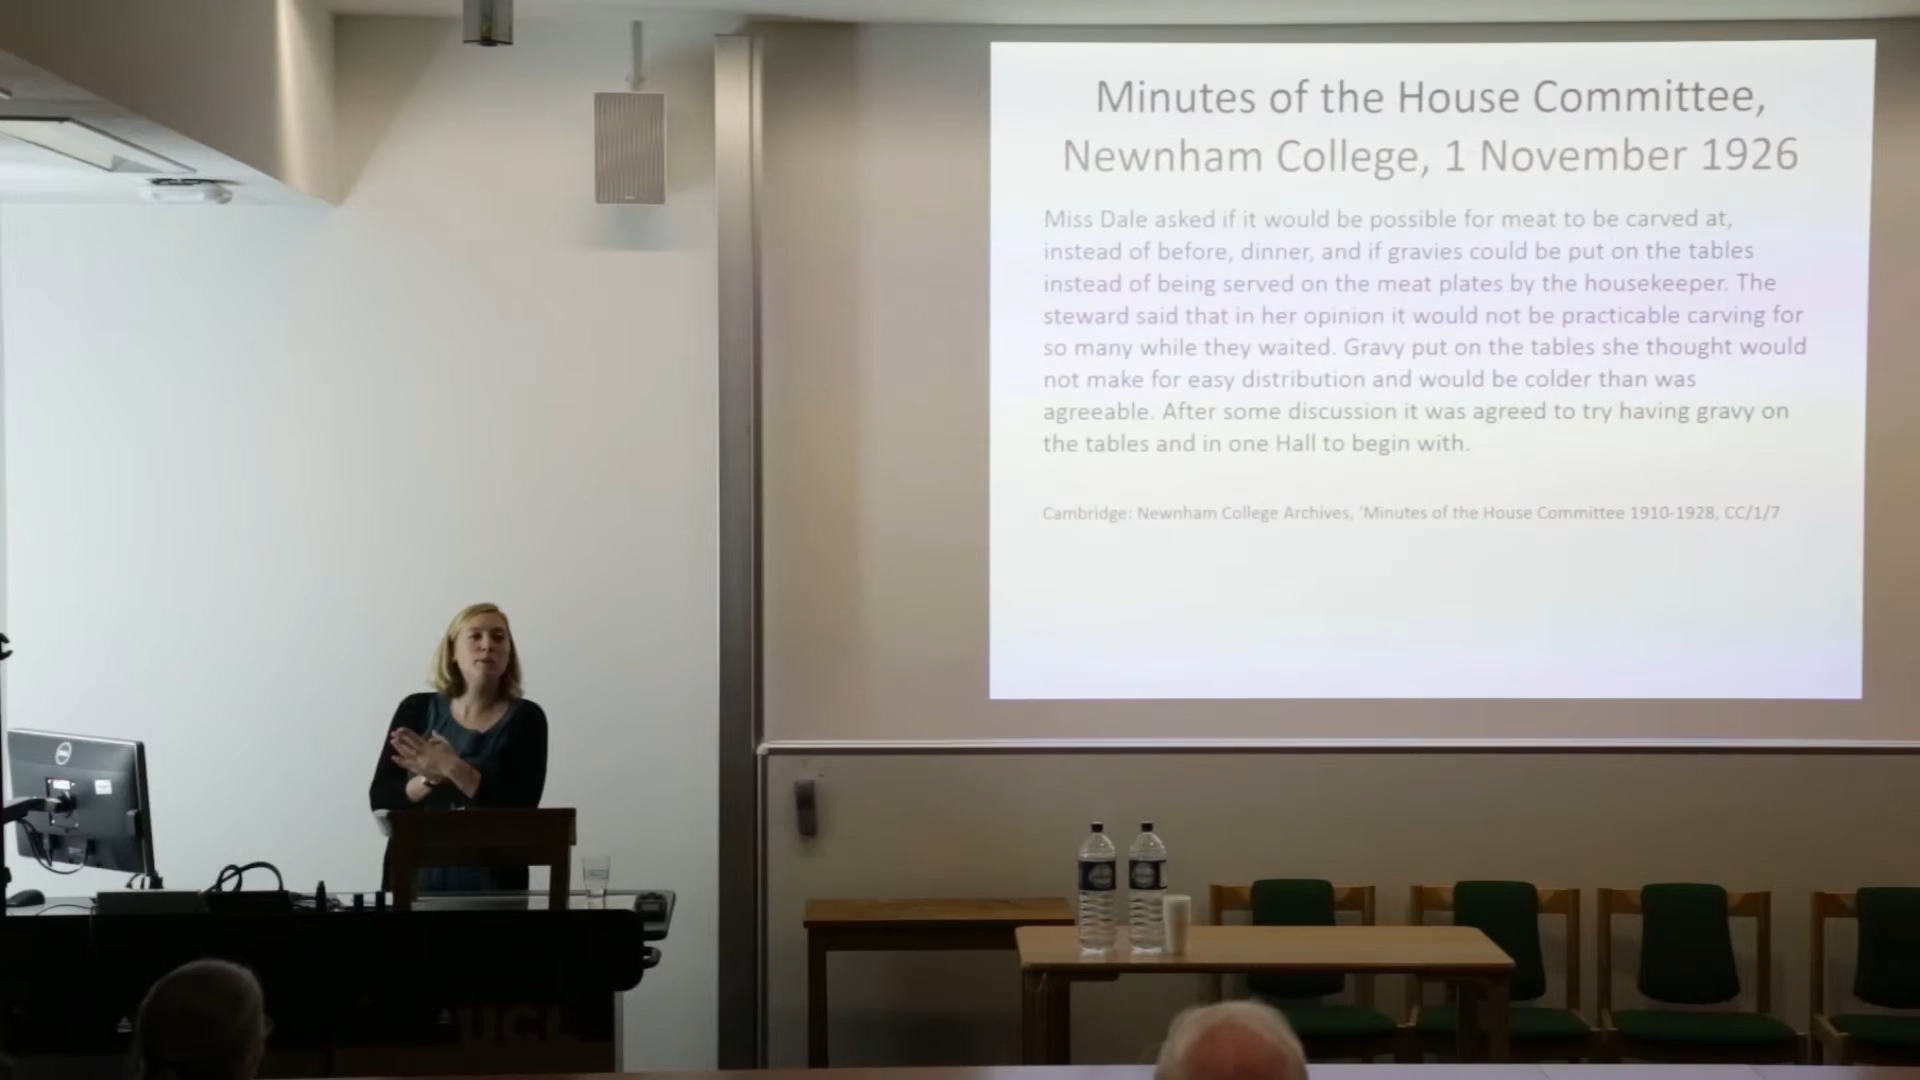 Minutes of the House Committee,
Newnham College, 1 November 1926
Miss Dale asked if it would be possible for meat to be carved at,
instead of before, dinner, and if gravies could be put on the tables
instead of being served on the meat plates by the housekeeper. The
steward said that in her opinion it would not be practicable carving for
so many while they waited. Gravy put on the tables she thought would
not make for easy distribution and would be colder than was
agreeable. After some discussion it was agreed to try having gravy on
the tables and in one Hall to begin with.
Cambridge: Newnham College Archives, ‘Minutes of the House Committee 1910-1928, CC/1/7
DELL
UCL